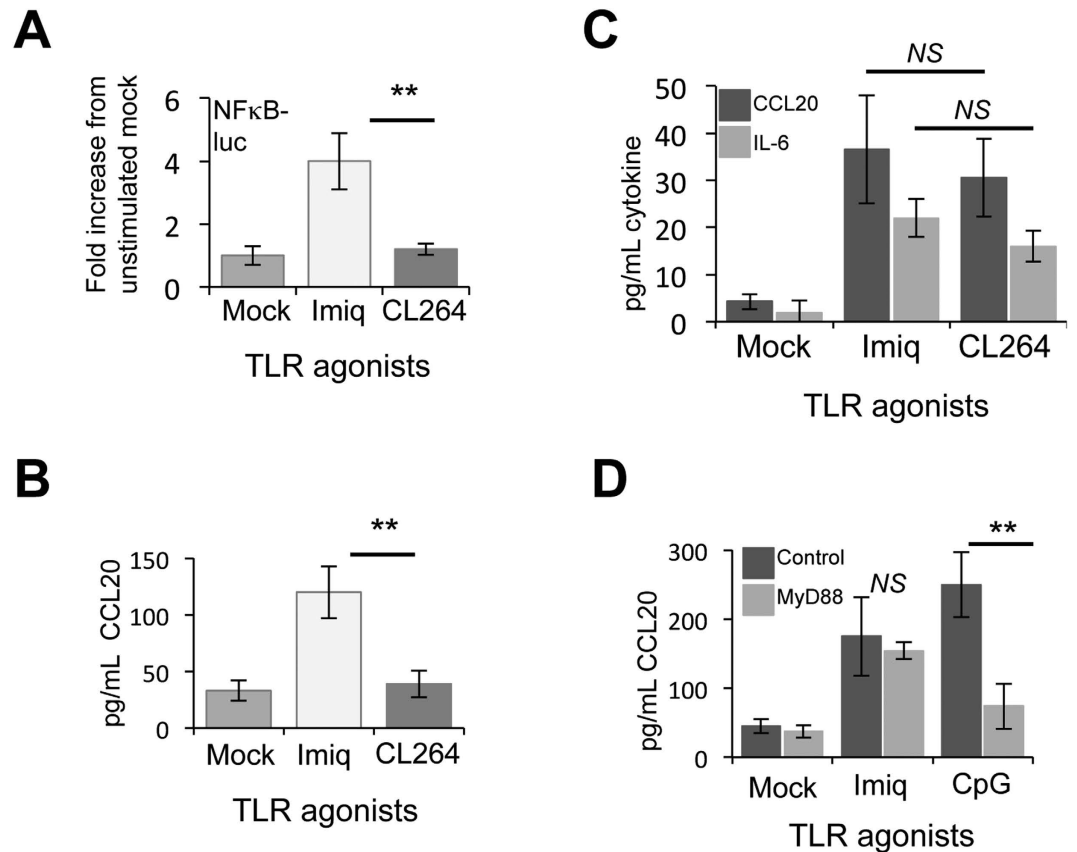 A
Fold increase from
unstimulated mock
6
4
2
0
NFκB-
luc
**
Mock Imiq CL264
TLR agonists
B
pg/mL CCL20
150
100
50
0
**
Mock Imiq CL264
TLR agonists
C
pg/mL cytokine
50
40
30
20
10
0
CCL20
IL-6
NS
NS
Mock Imiq CL264
TLR agonists
D
pg/mL CCL20
300
200
100
0
Control
MyD88
NS
**
Mock Imiq CpG
TLR agonists